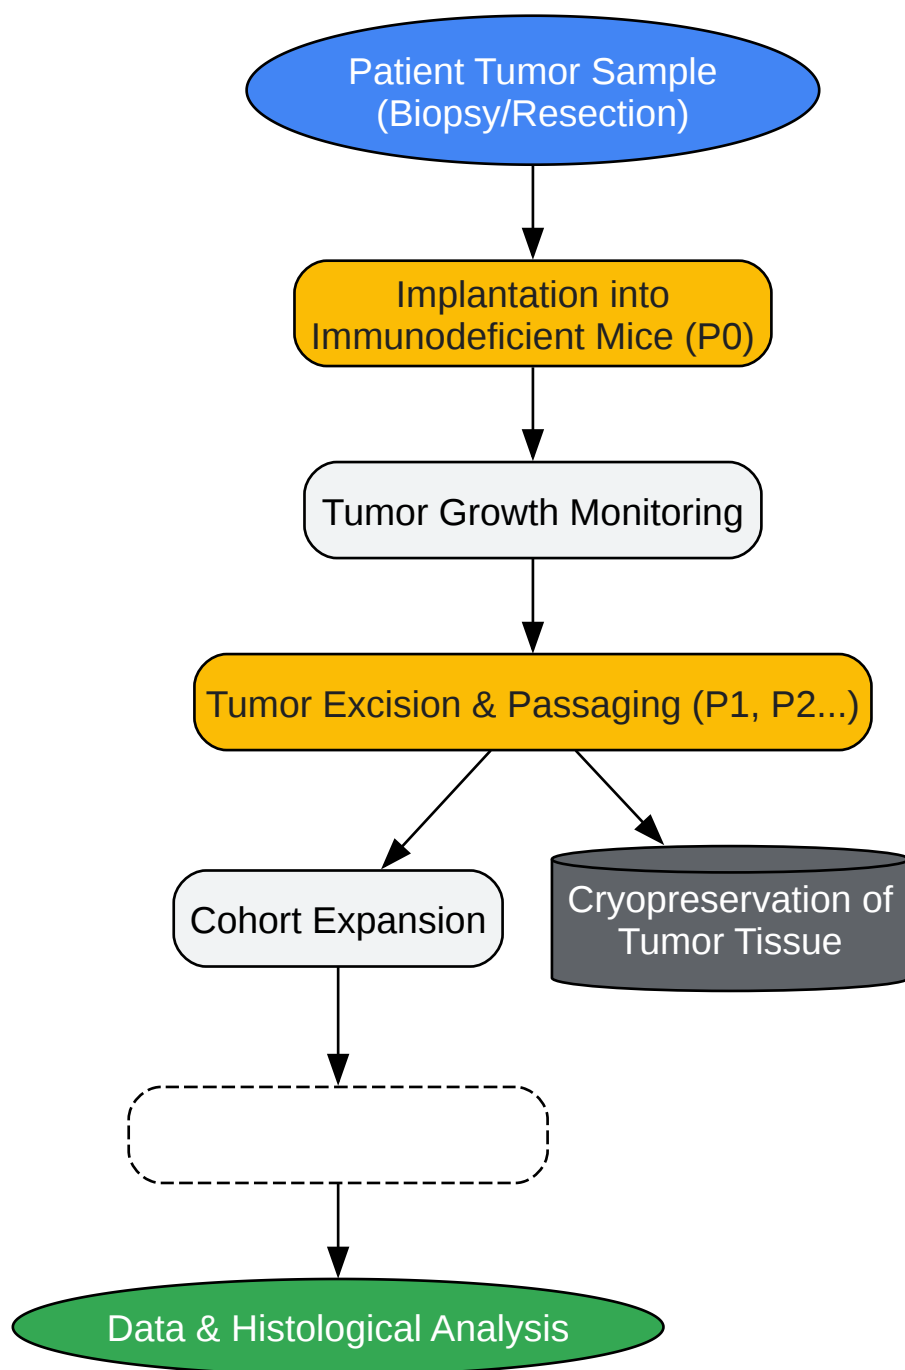 Patient Tumor Sample
(Biopsy/Resection)
Implantation into
Immunodeficient Mice (P0)
Tumor Growth Monitoring
Tumor Excision & Passaging (P1, P2...)
Cohort Expansion
Cryopreservation of
Tumor Tissue
Data & Histological Analysis